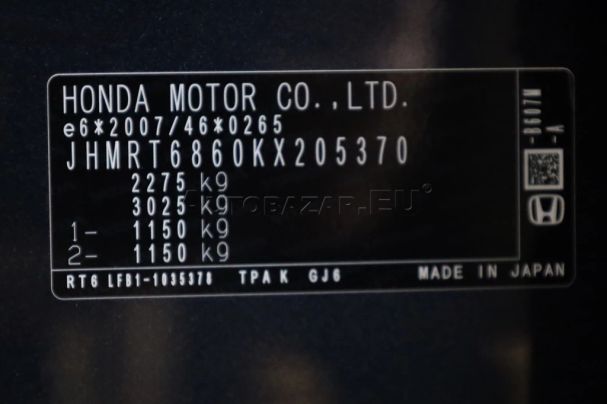 HONDA MOTOR CO.,LTD.
e6*2007/46*0265
JHMRT6860KX205370
2275 kg
3025 kg
1- 1150 kg
2- 1150 kg
RT6 LFB1-1035378 TPAK GJ6 MADE IN JAPAN
-B607M
-A
AUTOBAZAR.EU